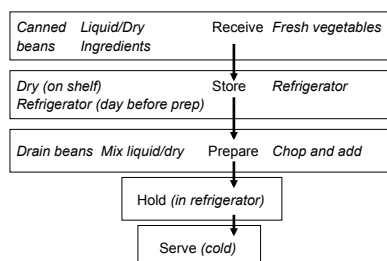 Canned Liquid/Dry Receive Fresh vegetables
beans Ingredients
Dry (on shelf) Store Refrigerator
Refrigerator (day before prep)
Drain beans Mix liquid/dry Prepare Chop and add
Hold (in refrigerator)
Serve (cold)